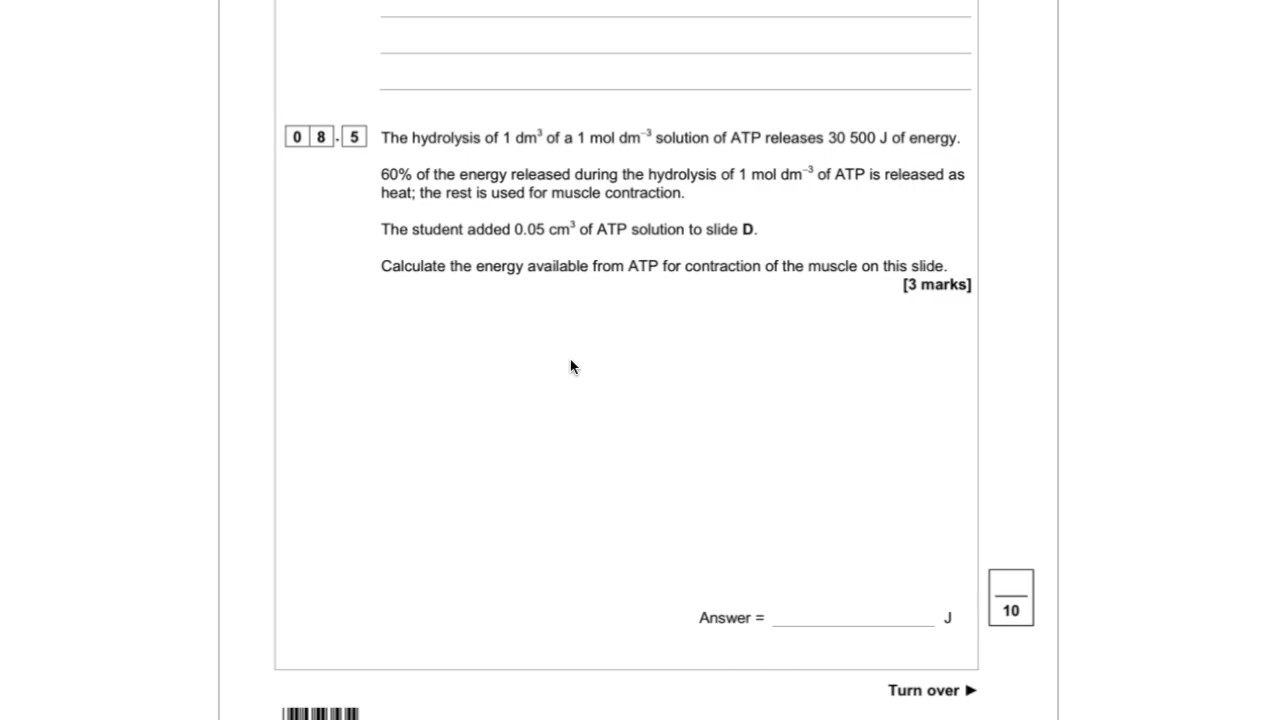 08.5 The hydrolysis of 1 dm³ of a 1 mol dm⁻³ solution of ATP releases 30 500 J of energy.
60% of the energy released during the hydrolysis of 1 mol dm⁻³ of ATP is released as
heat; the rest is used for muscle contraction.
The student added 0.05 cm³ of ATP solution to slide D.
Calculate the energy available from ATP for contraction of the muscle on this slide.
[3 marks]
Answer = ____________________ J
10
Turn over ►